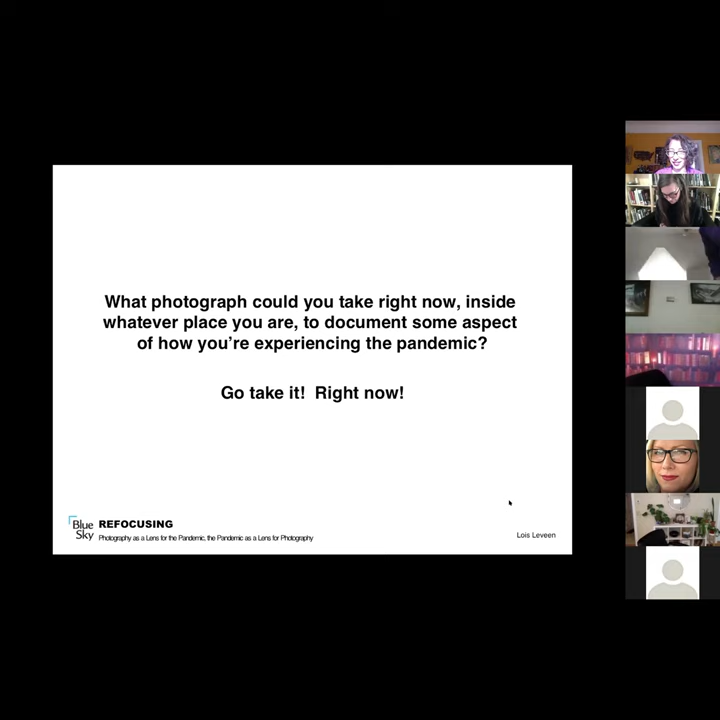 What photograph could you take right now, inside
whatever place you are, to document some aspect
of how you're experiencing the pandemic?
Go take it!  Right now!
Blue
Sky
REFOCUSING
Photography as a Lens for the Pandemic, the Pandemic as a Lens for Photography
Lois Leveen